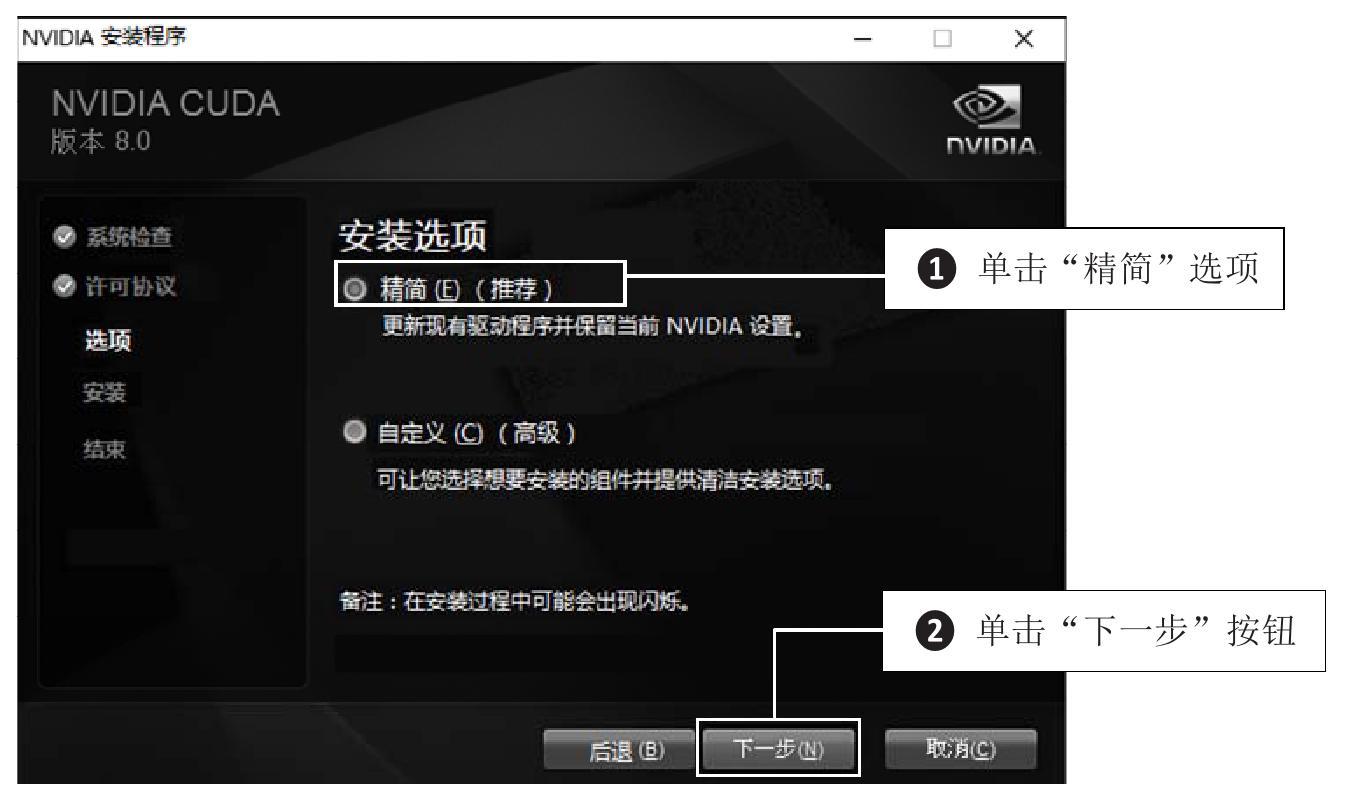 NVIDIA 安装程序
NVIDIA CUDA
版本 8.0
NVIDIA.
系统检查
许可协议
选项
安装
结束
安装选项
精简 (E) （推荐）
更新现有驱动程序并保留当前 NVIDIA 设置。
自定义 (C) （高级）
可让您选择想要安装的组件并提供清洁安装选项。
备注：在安装过程中可能会出现闪烁。
❶ 单击“精简”选项
❷ 单击“下一步”按钮
后退 (B)
下一步(N)
取消(C)